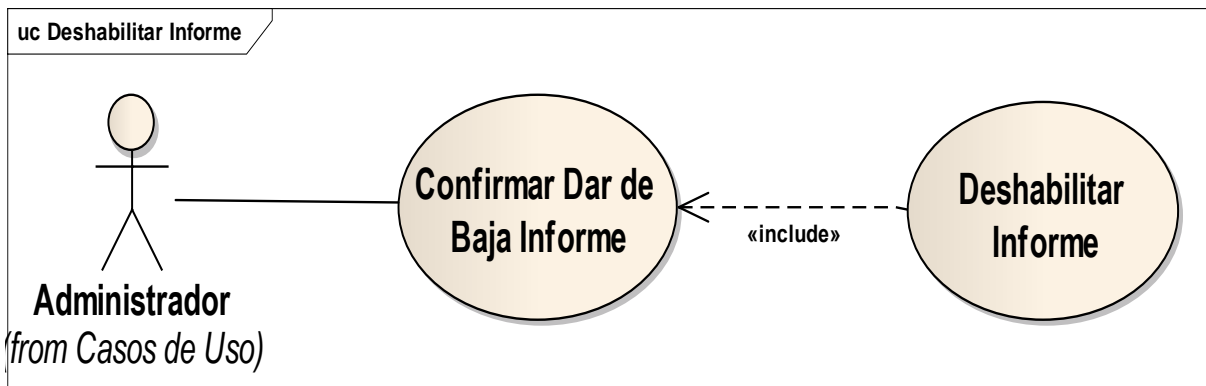 uc Deshabilitar Informe
Confirmar Dar de
Baja Informe
«include»
Deshabilitar
Informe
Administrador
(from Casos de Uso)